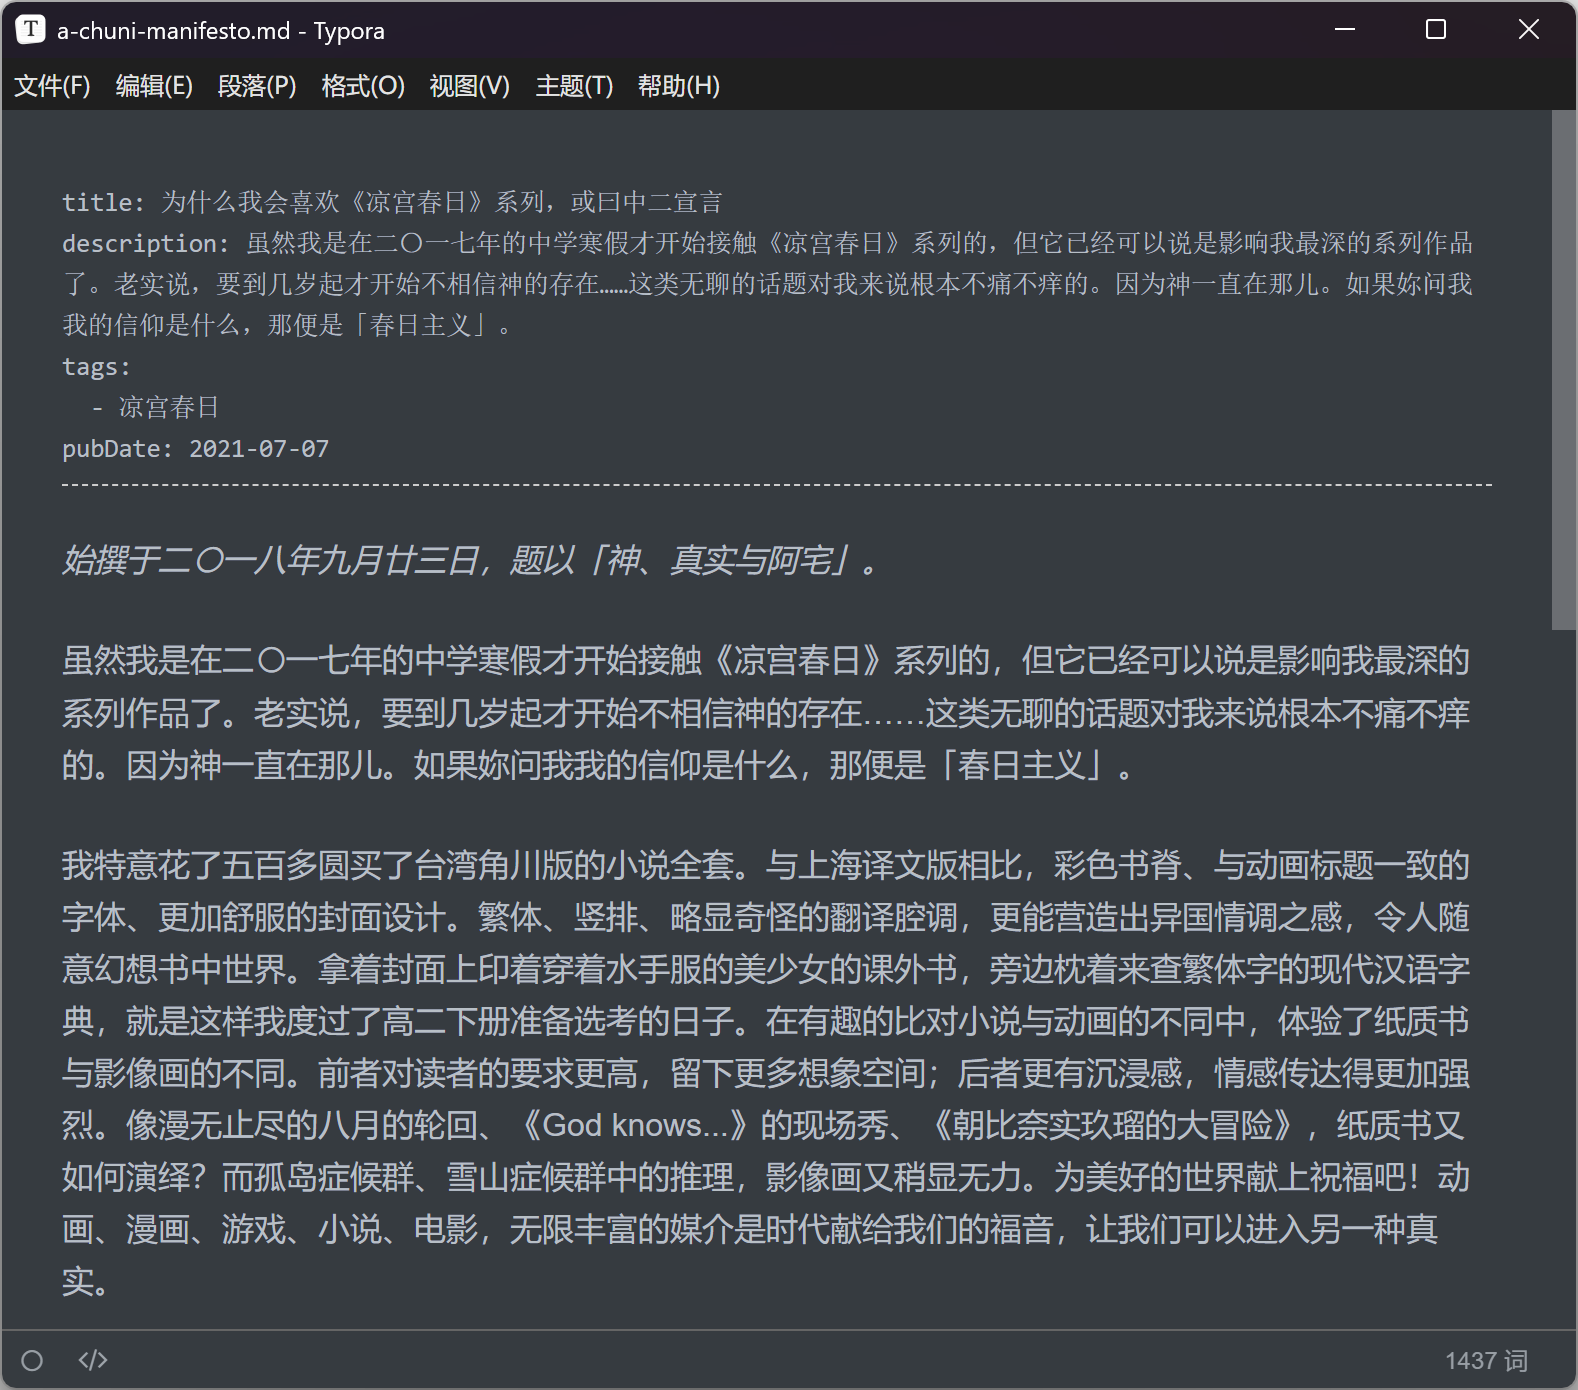 T a-chuni-manifesto.md - Typora
文件(F) 编辑(E) 段落(P) 格式(O) 视图(V) 主题(T) 帮助(H)
title: 为什么我会喜欢《凉宫春日》系列，或曰中二宣言
description: 虽然我是在二〇一七年的中学寒假才开始接触《凉宫春日》系列的，但它已经可以说是影响我最深的系列作品
了。老实说，要到几岁起才开始不相信神的存在……这类无聊的话题对我来说根本不痛不痒的。因为神一直在那儿。如果妳问我
我的信仰是什么，那便是「春日主义」。
tags:
  - 凉宫春日
pubDate: 2021-07-07
始撰于二〇一八年九月廿三日，题以「神、真实与阿宅」。
虽然我是在二〇一七年的中学寒假才开始接触《凉宫春日》系列的，但它已经可以说是影响我最深的
系列作品了。老实说，要到几岁起才开始不相信神的存在……这类无聊的话题对我来说根本不痛不痒
的。因为神一直在那儿。如果妳问我我的信仰是什么，那便是「春日主义」。
我特意花了五百多圆买了台湾角川版的小说全套。与上海译文版相比，彩色书脊、与动画标题一致的
字体、更加舒服的封面设计。繁体、竖排、略显奇怪的翻译腔调，更能营造出异国情调之感，令人随
意幻想书中世界。拿着封面上印着穿着水手服的美少女的课外书，旁边枕着来查繁体字的现代汉语字
典，就是这样我度过了高二下册准备选考的日子。在有趣的比对小说与动画的不同中，体验了纸质书
与影像画的不同。前者对读者的要求更高，留下更多想象空间；后者更有沉浸感，情感传达得更加强
烈。像漫无止尽的八月的轮回、《God knows...》的现场秀、《朝比奈实玖瑠的大冒险》，纸质书又
如何演绎？而孤岛症候群、雪山症候群中的推理，影像画又稍显无力。为美好的世界献上祝福吧！动
画、漫画、游戏、小说、电影，无限丰富的媒介是时代献给我们的福音，让我们可以进入另一种真
实。
</> 1437 词